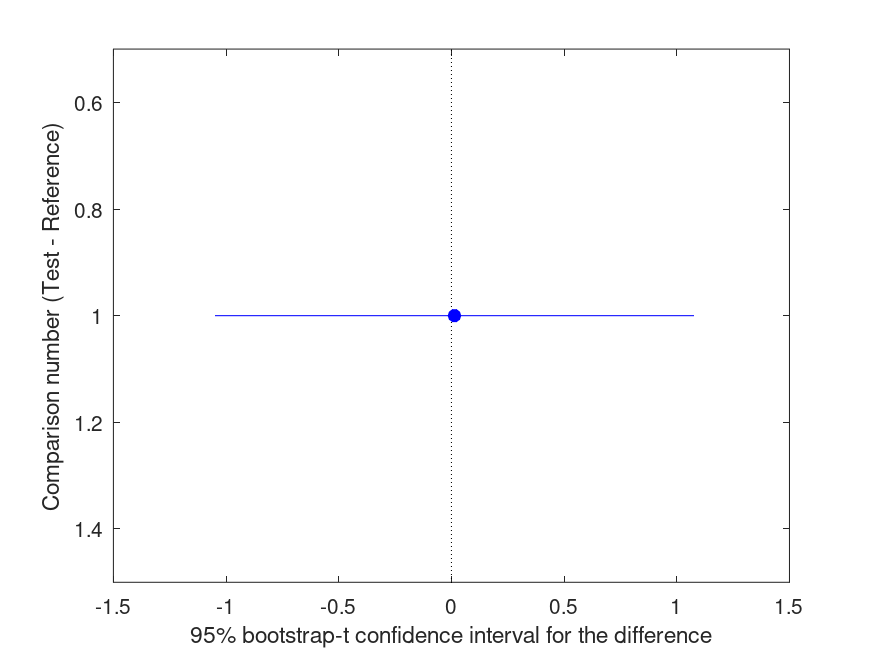 Comparison number (Test - Reference)
0.6
0.8
1
1.2
1.4
-1.5 -1 -0.5 0 0.5 1 1.5
95% bootstrap-t confidence interval for the difference